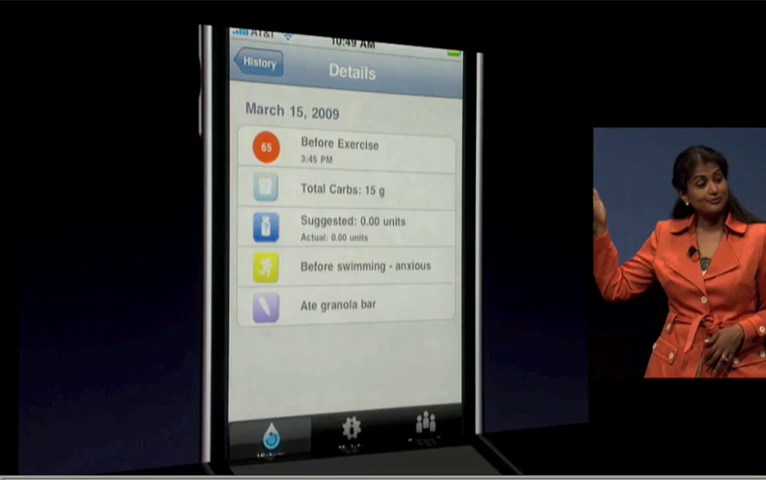 AT&T
10:49 AM
History
Details
March 15, 2009
65
Before Exercise
3:45 PM
Total Carbs: 15 g
Suggested: 0.00 units
Actual: 0.00 units
Before swimming - anxious
Ate granola bar